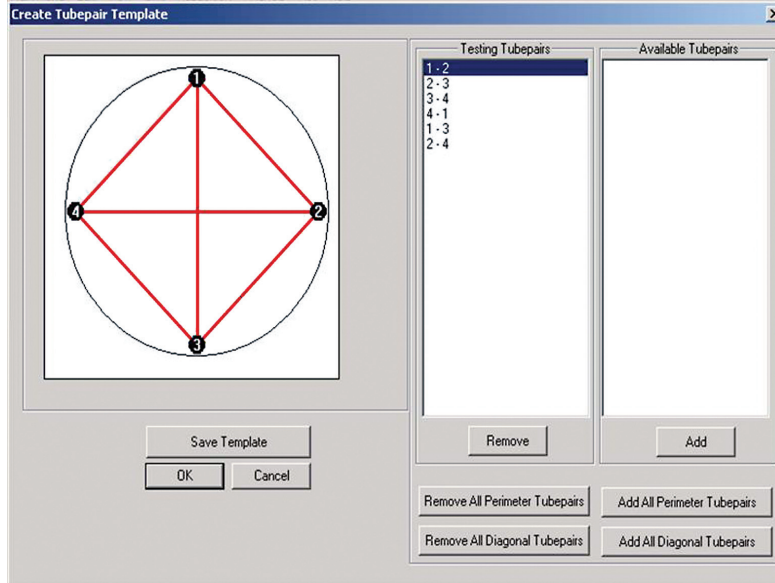 Create Tubepair Template
Testing Tubepairs
Available Tubepairs
1 - 2
2 - 3
3 - 4
4 - 1
1 - 3
2 - 4
1
4
2
3
Remove
Add
Save Template
OK
Cancel
Remove All Perimeter Tubepairs
Add All Perimeter Tubepairs
Remove All Diagonal Tubepairs
Add All Diagonal Tubepairs